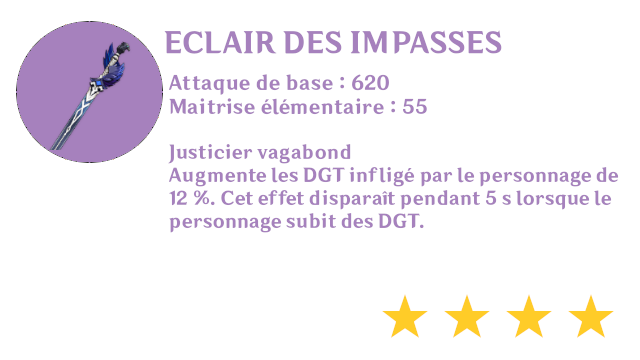 ECLAIR DES IMPASSES
Attaque de base : 620
Maitrise élémentaire : 55
Justicier vagabond
Augmente les DGT infligé par le personnage de
12 %. Cet effet disparaît pendant 5 s lorsque le
personnage subit des DGT.